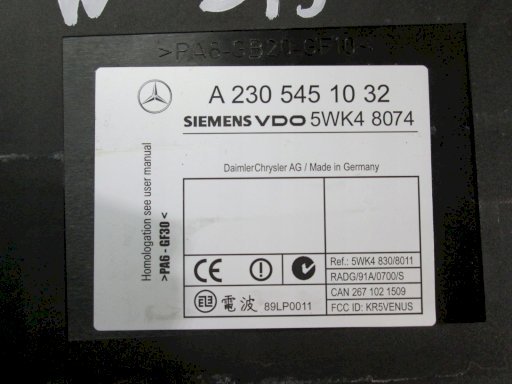 >PA6-GB20-GF10<
A 230 545 10 32
SIEMENS VDO 5WK4 8074
DaimlerChrysler AG / Made in Germany
Homologation see user manual
>PA6 - GF30<
Ref.: 5WK4 830/8011
RADG/91A/0700/S
CAN 267 102 1509
FCC ID: KR5VENUS
CE
電波 89LP0011